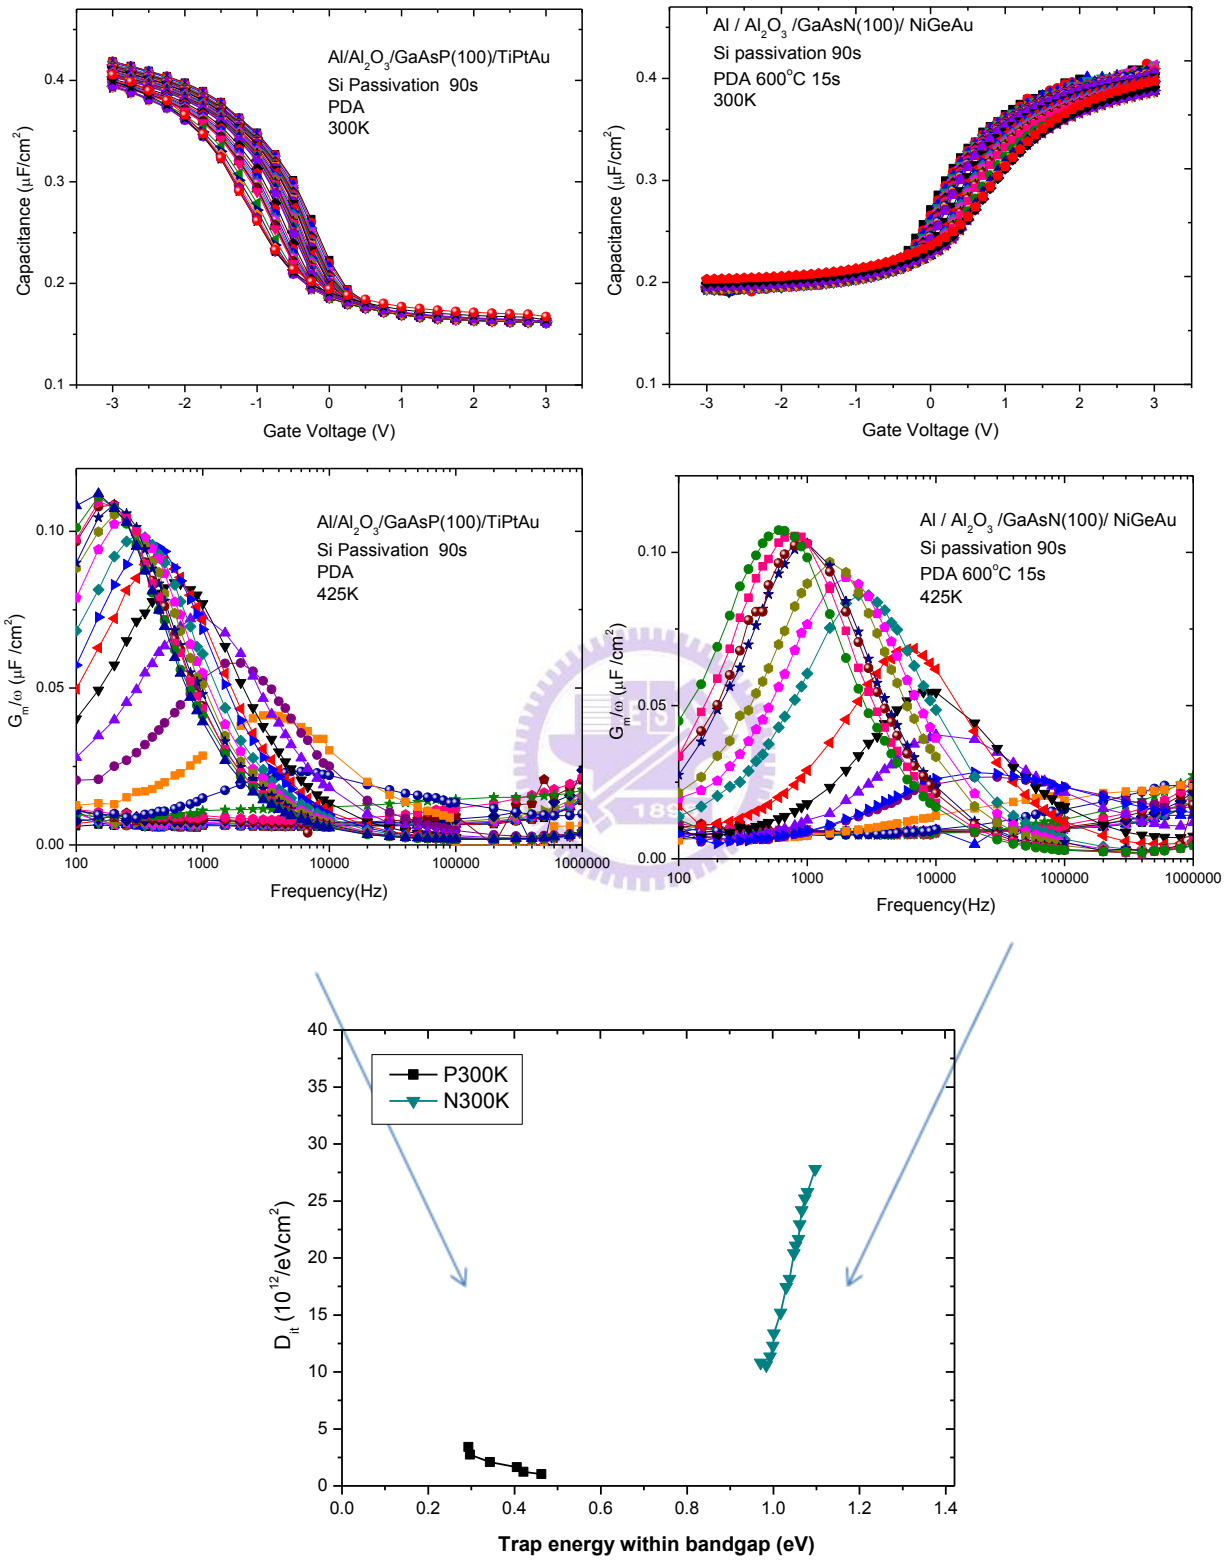 Al/Al2O3/GaAsP(100)/TiPtAu
Si Passivation 90s
PDA
300K
0.4
0.3
0.2
0.1
Capacitance (μF/cm2)
-3 -2 -1 0 1 2 3
Gate Voltage (V)
Al / Al2O3 /GaAsN(100)/ NiGeAu
Si passivation 90s
PDA 600°C 15s
300K
0.4
0.3
0.2
0.1
Capacitance (μF/cm2)
-3 -2 -1 0 1 2 3
Gate Voltage (V)
Al/Al2O3/GaAsP(100)/TiPtAu
Si Passivation 90s
PDA
425K
0.10
0.05
0.00
Gm/ω (μF /cm2)
100 1000 10000 100000 1000000
Frequency(Hz)
Al / Al2O3 /GaAsN(100)/ NiGeAu
Si passivation 90s
PDA 600°C 15s
425K
0.10
0.05
0.00
Gm/ω (μF /cm2)
100 1000 10000 100000 1000000
Frequency(Hz)
P300K
N300K
40
35
30
25
20
15
10
5
0
Dit (10^12/eVcm2)
0.0 0.2 0.4 0.6 0.8 1.0 1.2 1.4
Trap energy within bandgap (eV)